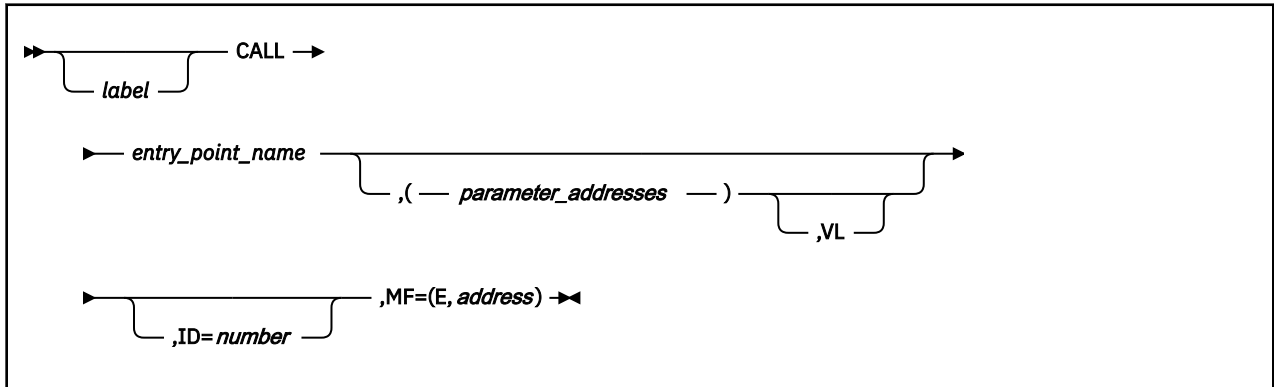 CALL
label
entry_point_name
,( parameter_addresses )
,VL
,MF=(E, address)
,ID= number